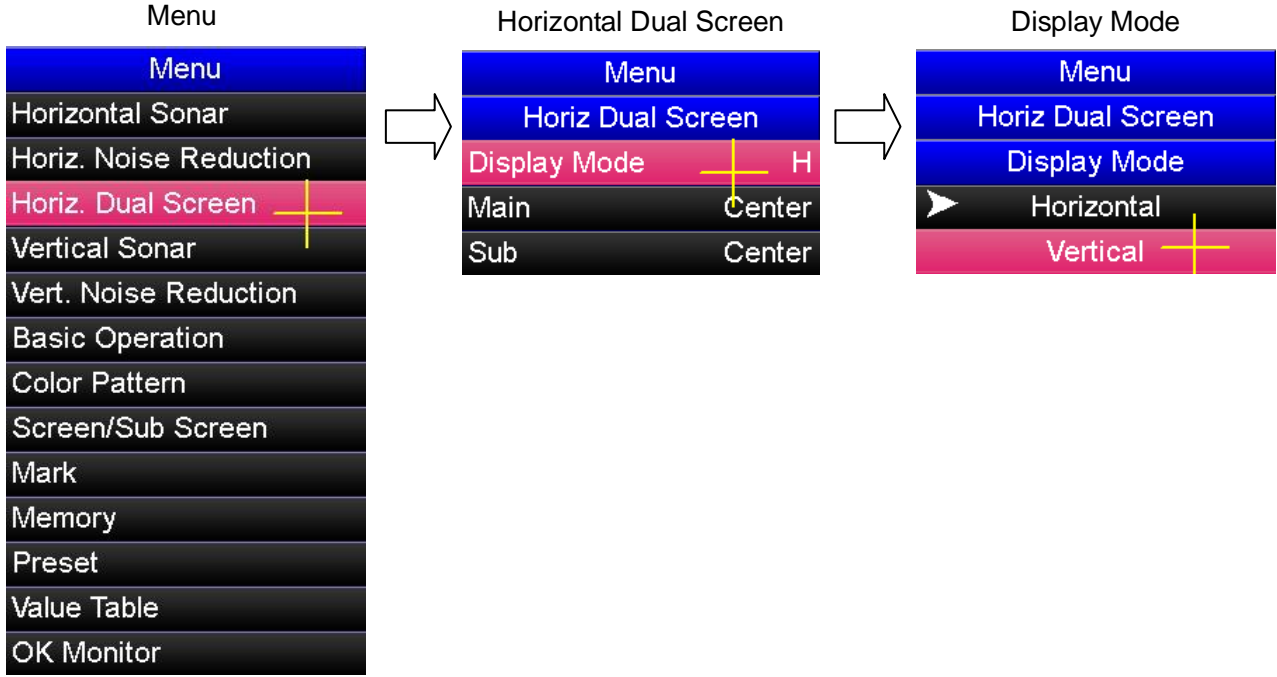 Menu
Menu
Horizontal Sonar
Horiz. Noise Reduction
Horiz. Dual Screen
Vertical Sonar
Vert. Noise Reduction
Basic Operation
Color Pattern
Screen/Sub Screen
Mark
Memory
Preset
Value Table
OK Monitor
Horizontal Dual Screen
Menu
Horiz Dual Screen
Display Mode H
Main Center
Sub Center
Display Mode
Menu
Horiz Dual Screen
Display Mode
Horizontal
Vertical